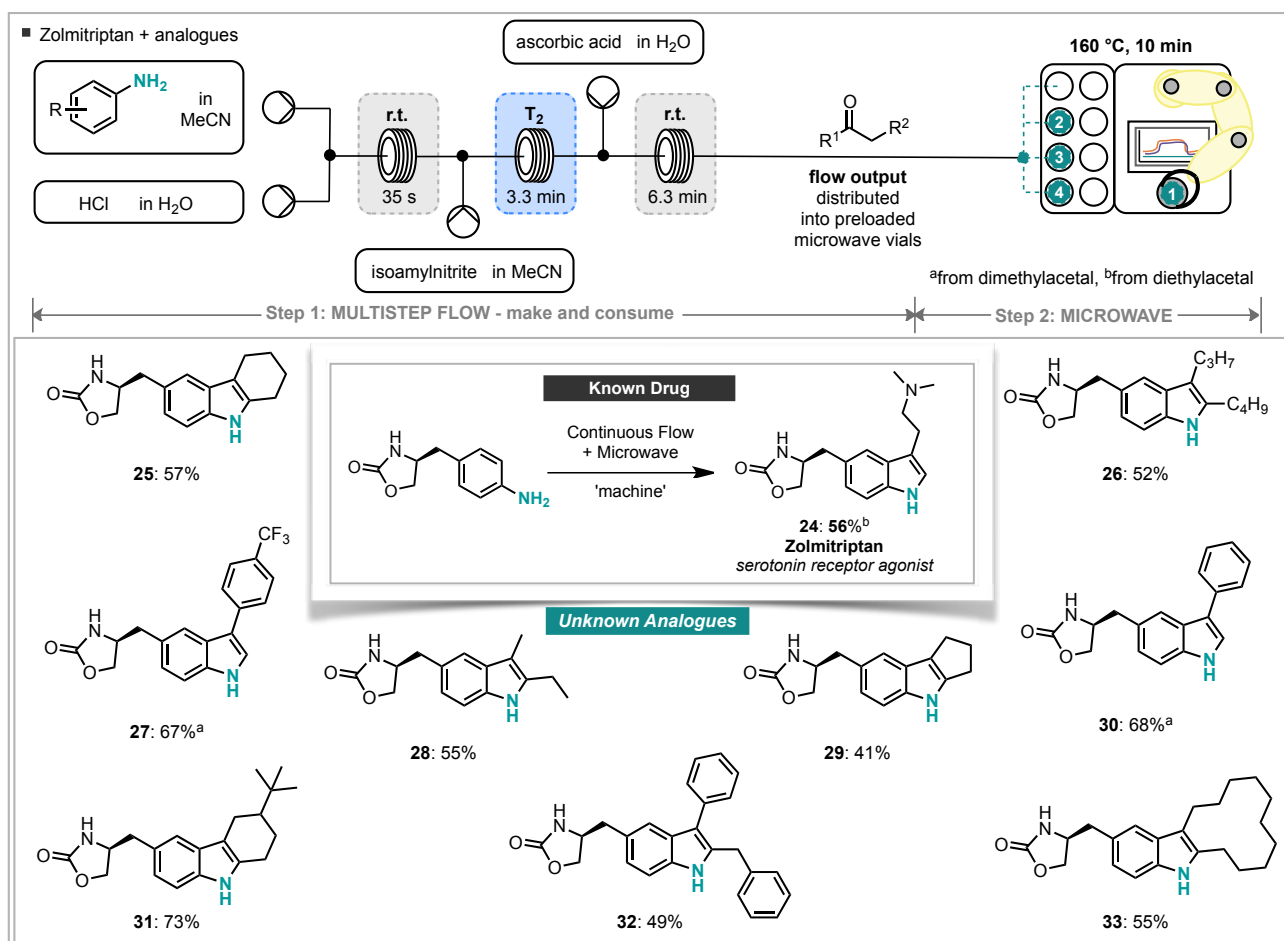 Zolmitriptan + analogues
R
NH2
in
MeCN
HCl in H2O
r.t.
35 s
isoamylnitrite in MeCN
T2
3.3 min
ascorbic acid in H2O
r.t.
6.3 min
O
R1 R2
flow output
distributed
into preloaded
microwave vials
160 °C, 10 min
2
3
4
1
afrom dimethylacetal, bfrom diethylacetal
Step 1: MULTISTEP FLOW - make and consume
Step 2: MICROWAVE
H
N
O
O
N
H
25: 57%
Known Drug
H
N
O
O
NH2
Continuous Flow
+ Microwave
'machine'
N
H
N
O
O
N
H
24: 56%b
Zolmitriptan
serotonin receptor agonist
C3H7
C4H9
H
N
O
O
N
H
26: 52%
CF3
H
N
O
O
N
H
27: 67%a
Unknown Analogues
H
N
O
O
N
H
28: 55%
H
N
O
O
N
H
29: 41%
H
N
O
O
N
H
30: 68%a
H
N
O
O
N
H
31: 73%
H
N
O
O
N
H
32: 49%
H
N
O
O
N
H
33: 55%